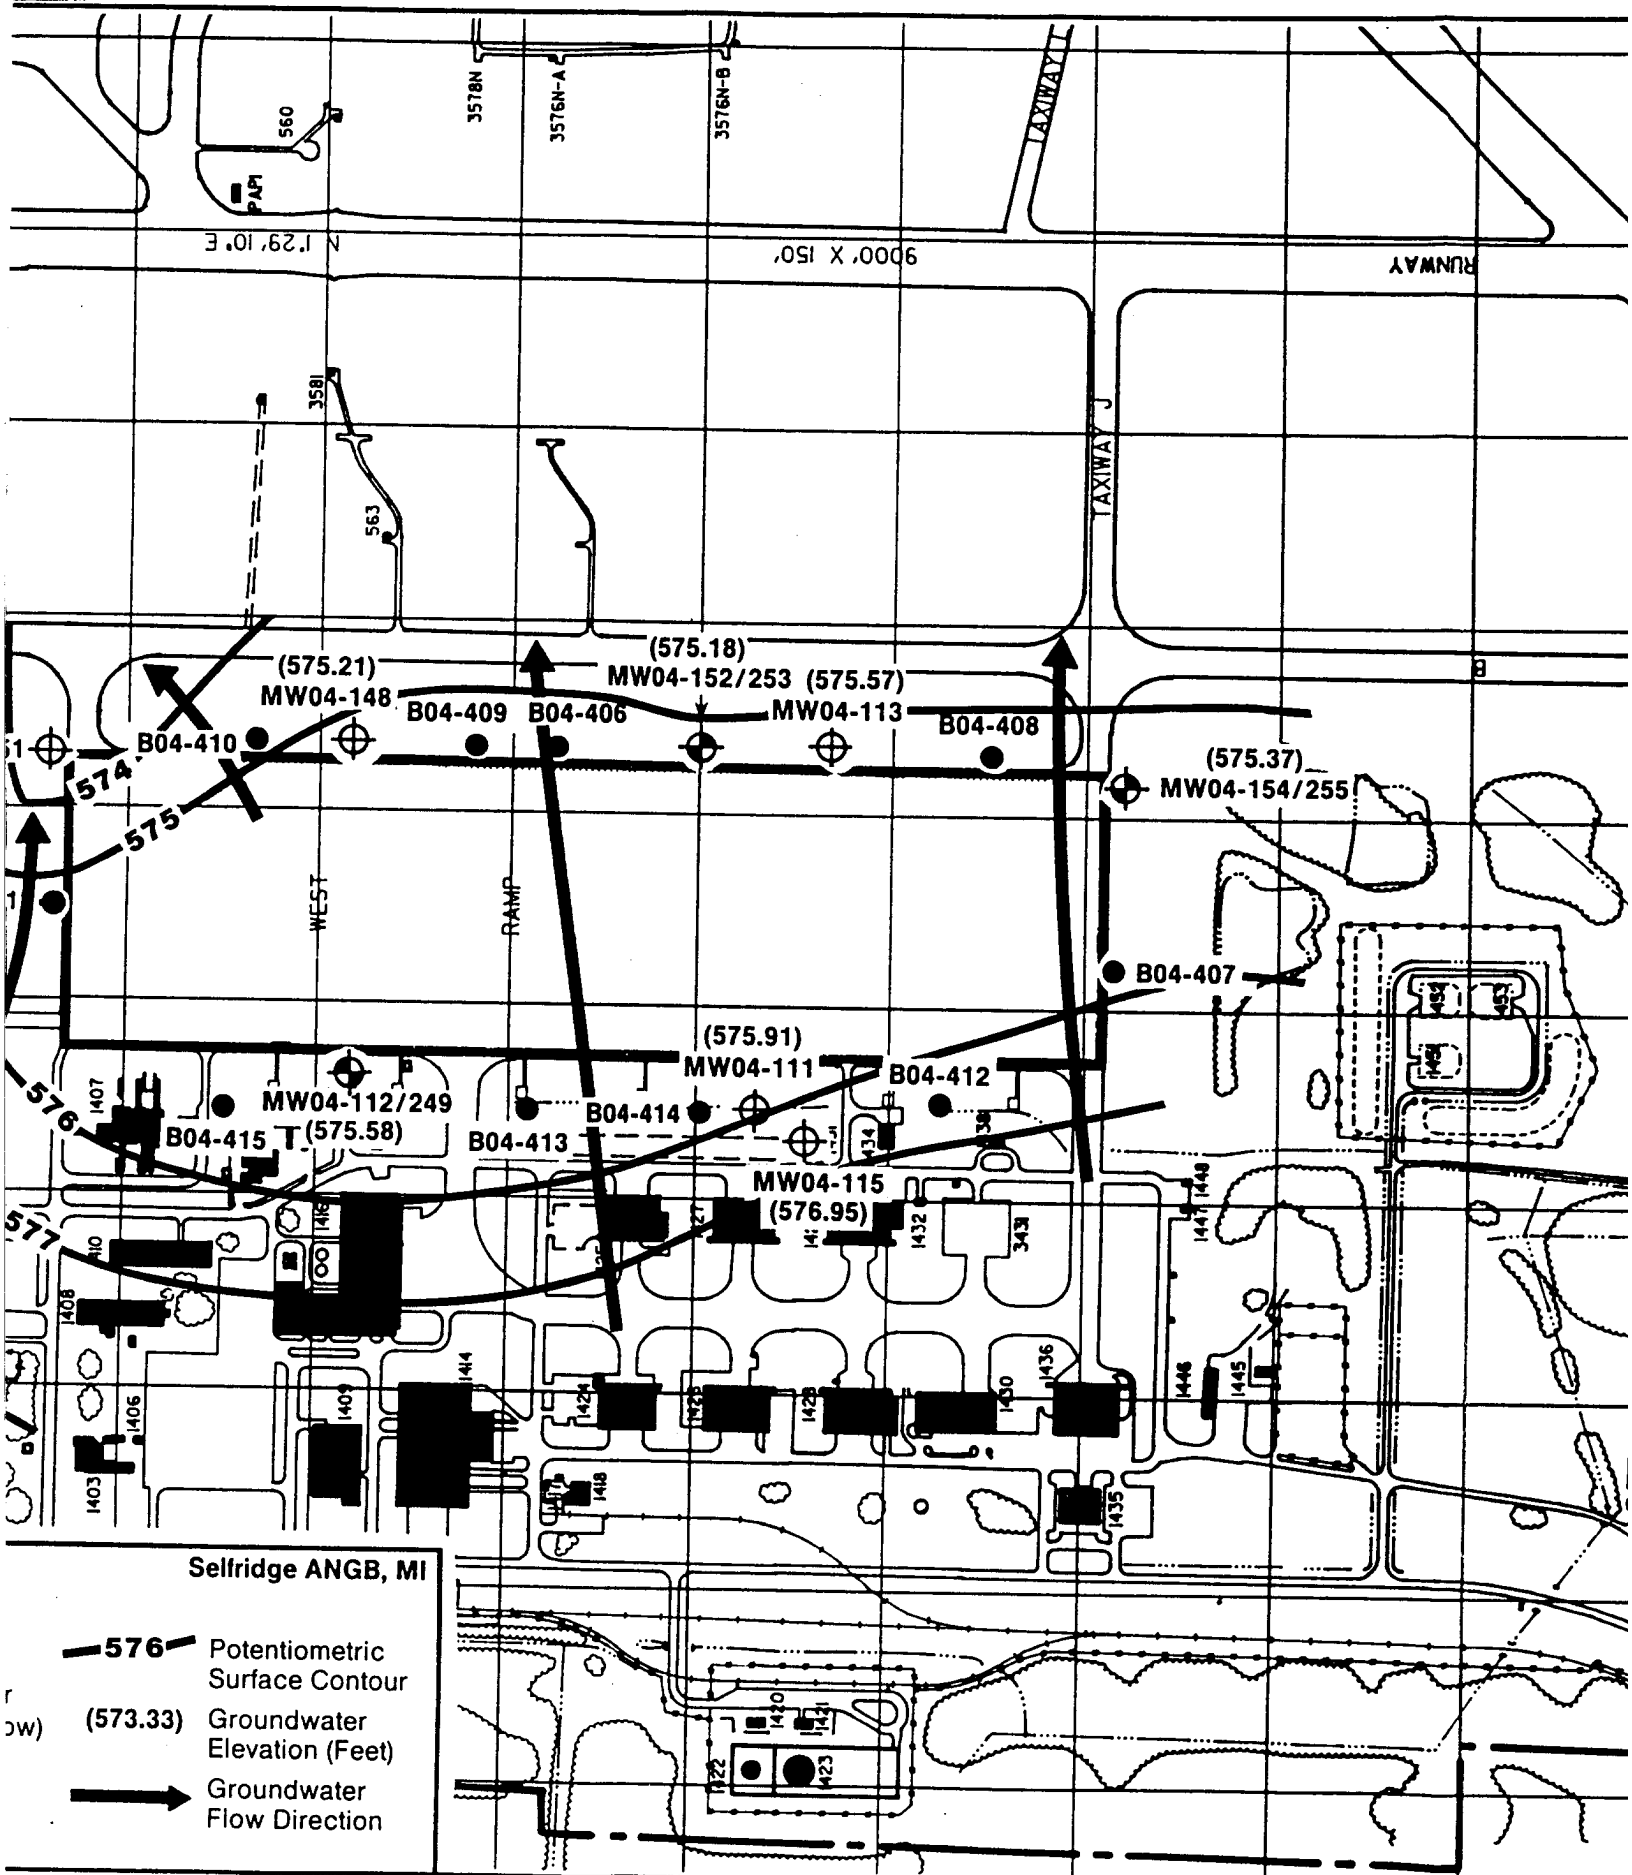 3578N
3576N-A
3576N-B
TAXIWAY
560
PAPI
N 1°29'10" E
9000' X 150'
RUNWAY
3581
563
TAXIWAY J
B
(575.21)
MW04-148
(575.18)
MW04-152/253
(575.57)
MW04-113
B04-409
B04-406
B04-408
B04-410
574
575
(575.37)
MW04-154/255
WEST
RAMP
B04-407
1452
1453
1451
(575.91)
MW04-111
B04-412
1407
576
MW04-112/249
(575.58)
B04-415
B04-413
B04-414
MW04-115
(576.95)
577
1416
1432
3431
1448
1447
1408
1406
1403
1409
1414
1424
1428
1430
1436
1446
1445
1418
1435
Selfridge ANGB, MI
576 Potentiometric
Surface Contour
(573.33) Groundwater
Elevation (Feet)
Groundwater
Flow Direction
1420
1421
1422
1423